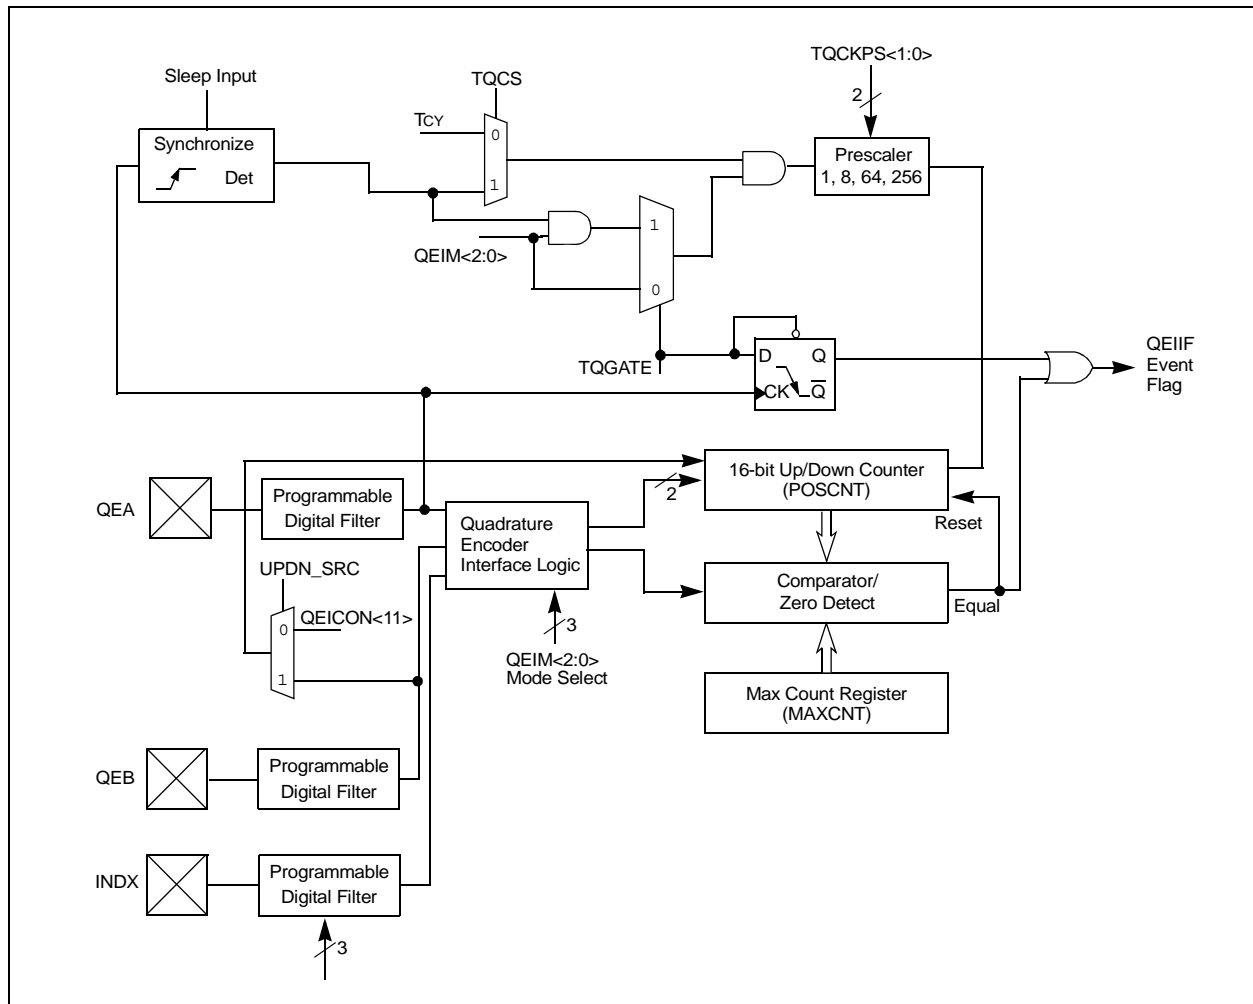 TQCKPS<1:0>
Sleep Input
TQCS
2
TCY
0
Synchronize
Det
1
Prescaler
1, 8, 64, 256
1
QEIM<2:0>
0
TQGATE
D
Q
CK
Q
QEIIF
Event
Flag
QEA
Programmable
Digital Filter
Quadrature
Encoder
Interface Logic
2
16-bit Up/Down Counter
(POSCNT)
Reset
UPDN_SRC
0
QEICON<11>
1
3
QEIM<2:0>
Mode Select
Comparator/
Zero Detect
Equal
Max Count Register
(MAXCNT)
QEB
Programmable
Digital Filter
INDX
Programmable
Digital Filter
3